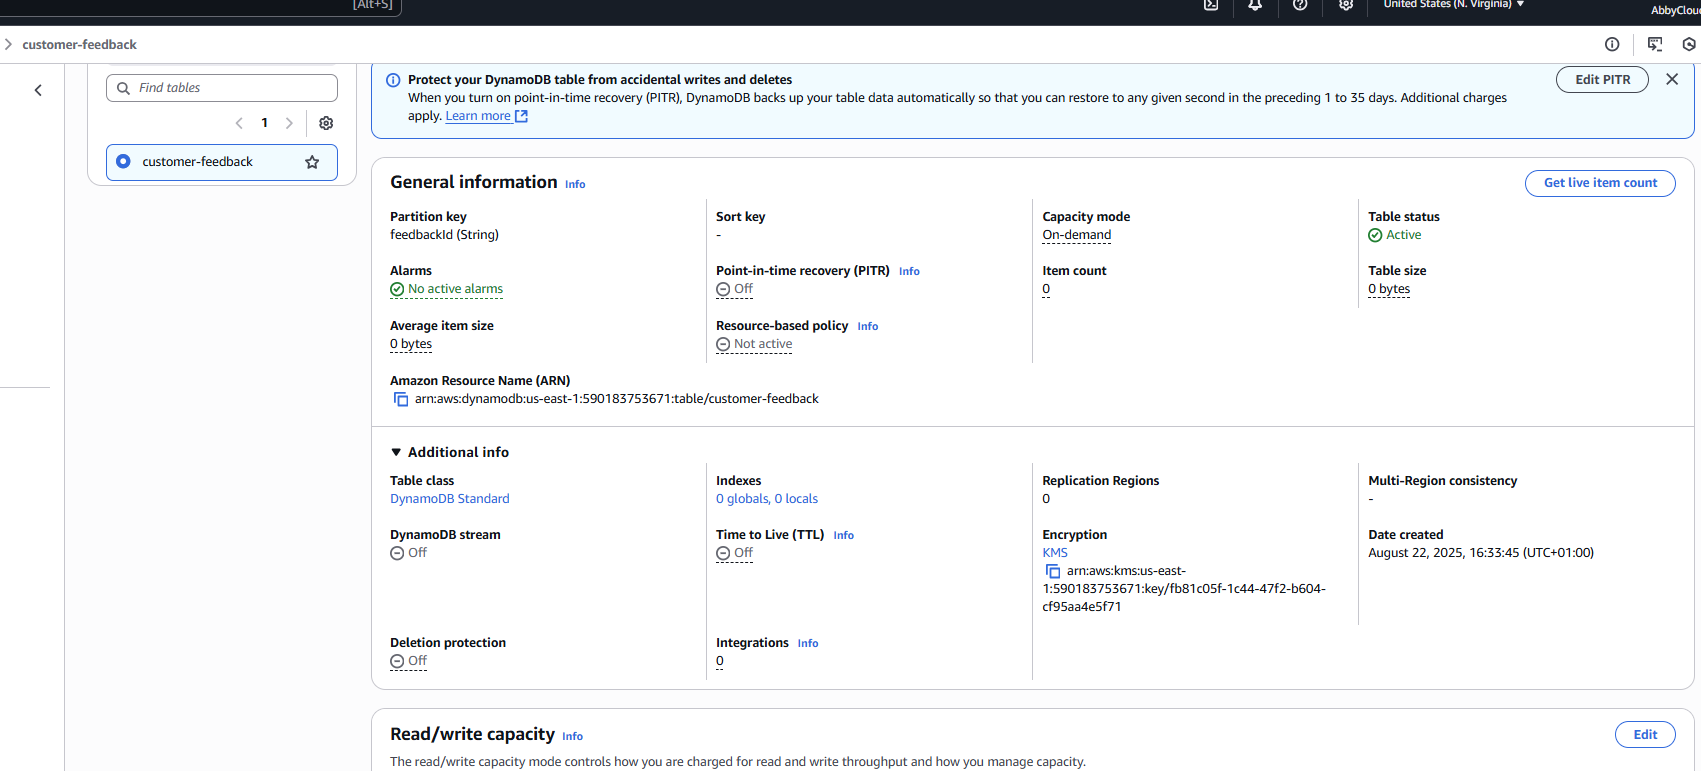 [Alt+S]
United States (N. Virginia)
AbbyClou
customer-feedback
Find tables
1
customer-feedback
Protect your DynamoDB table from accidental writes and deletes
When you turn on point-in-time recovery (PITR), DynamoDB backs up your table data automatically so that you can restore to any given second in the preceding 1 to 35 days. Additional charges
apply. Learn more
Edit PITR
General information Info
Get live item count
Partition key
feedbackId (String)
Sort key
-
Capacity mode
On-demand
Table status
Active
Alarms
No active alarms
Point-in-time recovery (PITR) Info
Off
Item count
0
Table size
0 bytes
Average item size
0 bytes
Resource-based policy Info
Not active
Amazon Resource Name (ARN)
arn:aws:dynamodb:us-east-1:590183753671:table/customer-feedback
Additional info
Table class
DynamoDB Standard
Indexes
0 globals, 0 locals
Replication Regions
0
Multi-Region consistency
-
DynamoDB stream
Off
Time to Live (TTL) Info
Off
Encryption
KMS
arn:aws:kms:us-east-
1:590183753671:key/fb81c05f-1c44-47f2-b604-
cf95aa4e5f71
Date created
August 22, 2025, 16:33:45 (UTC+01:00)
Deletion protection
Off
Integrations Info
0
Read/write capacity Info
Edit
The read/write capacity mode controls how you are charged for read and write throughput and how you manage capacity.